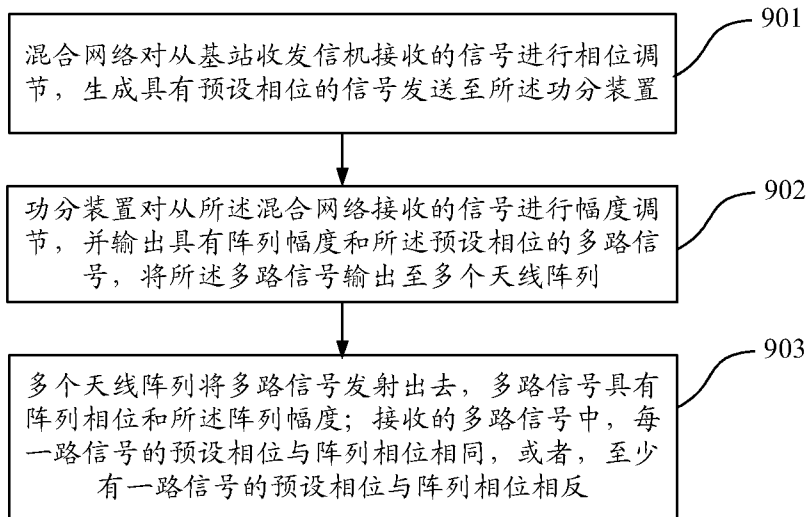 901
混合网络对从基站收发信机接收的信号进行相位调
节，生成具有预设相位的信号发送至所述功分装置
902
功分装置对从所述混合网络接收的信号进行幅度调
节，并输出具有阵列幅度和所述预设相位的多路信
号，将所述多路信号输出至多个天线阵列
903
多个天线阵列将多路信号发射出去，多路信号具有
阵列相位和所述阵列幅度；接收的多路信号中，每
一路信号的预设相位与阵列相位相同，或者，至少
有一路信号的预设相位与阵列相位相反